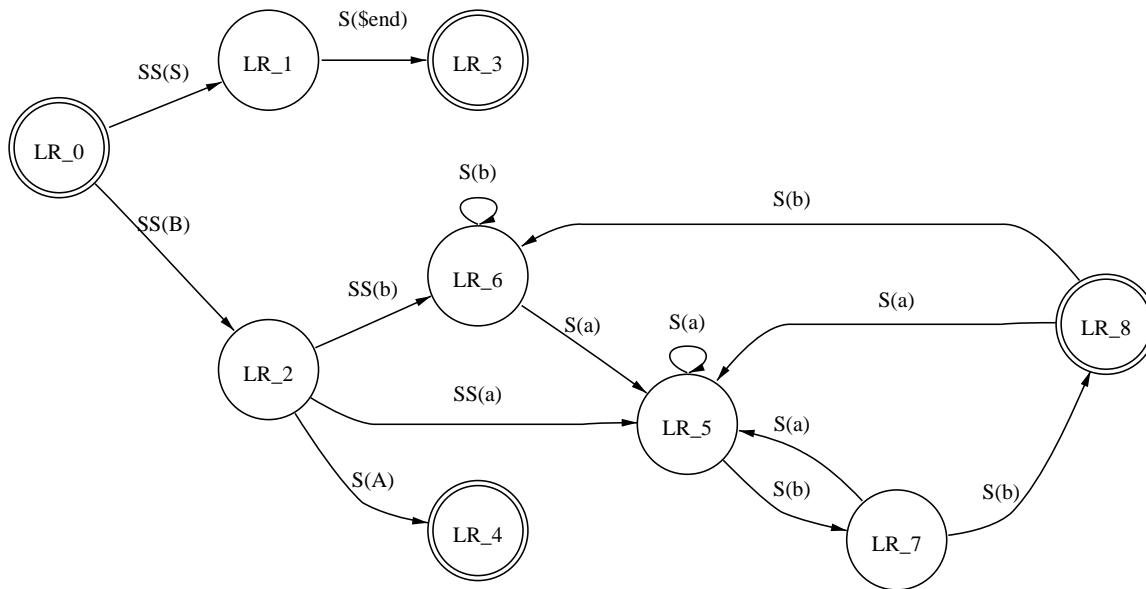 S($end)
LR_1
LR_3
SS(S)
LR_0
S(b)
S(b)
SS(B)
LR_6
SS(b)
S(a)
S(a)
S(a)
LR_8
LR_2
SS(a)
LR_5
S(a)
S(A)
S(b)
S(b)
LR_4
LR_7